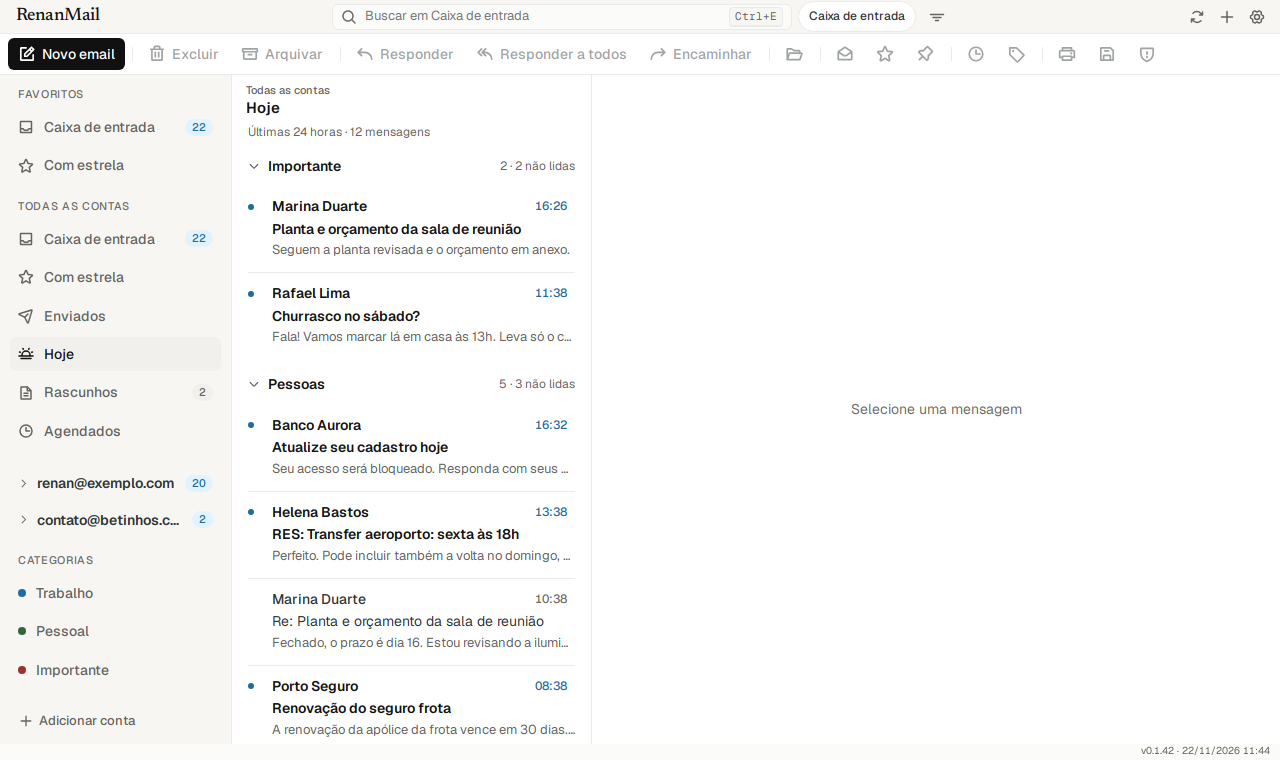 RenanMail
Buscar em Caixa de entrada
Ctrl+E
Caixa de entrada
Novo email
Excluir
Arquivar
Responder
Responder a todos
Encaminhar
FAVORITOS
Caixa de entrada 22
Com estrela
TODAS AS CONTAS
Caixa de entrada 22
Com estrela
Enviados
Hoje
Rascunhos 2
Agendados
renan@exemplo.com 20
contato@betinhos.c... 2
CATEGORIAS
Trabalho
Pessoal
Importante
Adicionar conta
Todas as contas
Hoje
Últimas 24 horas · 12 mensagens
Importante 2 · 2 não lidas
Marina Duarte 16:26
Planta e orçamento da sala de reunião
Seguem a planta revisada e o orçamento em anexo.
Rafael Lima 11:38
Churrasco no sábado?
Fala! Vamos marcar lá em casa às 13h. Leva só o c...
Pessoas 5 · 3 não lidas
Banco Aurora 16:32
Atualize seu cadastro hoje
Seu acesso será bloqueado. Responda com seus ...
Helena Bastos 13:38
RES: Transfer aeroporto: sexta às 18h
Perfeito. Pode incluir também a volta no domingo, ...
Marina Duarte 10:38
Re: Planta e orçamento da sala de reunião
Fechado, o prazo é dia 16. Estou revisando a ilumi...
Porto Seguro 08:38
Renovação do seguro frota
A renovação da apólice da frota vence em 30 dias....
Selecione uma mensagem
v0.1.42 · 22/11/2026 11:44